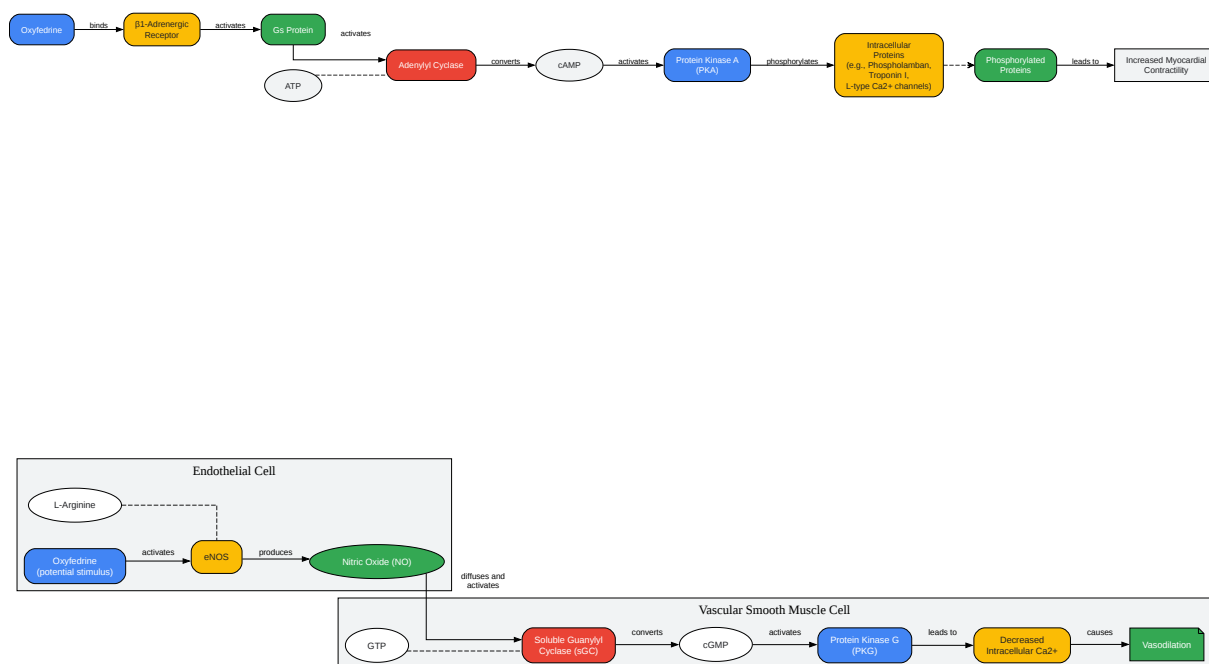 Oxyfedrine
binds
β1-Adrenergic
Receptor
activates
Gs Protein
activates
ATP
Adenylyl Cyclase
converts
cAMP
activates
Protein Kinase A
(PKA)
phosphorylates
Intracellular
Proteins
(e.g., Phospholamban,
Troponin I,
L-type Ca2+ channels)
Phosphorylated
Proteins
leads to
Increased Myocardial
Contractility
Endothelial Cell
L-Arginine
Oxyfedrine
(potential stimulus)
activates
eNOS
produces
Nitric Oxide (NO)
diffuses and
activates
Vascular Smooth Muscle Cell
GTP
Soluble Guanylyl
Cyclase (sGC)
converts
cGMP
activates
Protein Kinase G
(PKG)
leads to
Decreased
Intracellular Ca2+
causes
Vasodilation